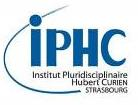 iPHC
Institut Pluridisciplinaire
Hubert CURIEN
STRASBOURG